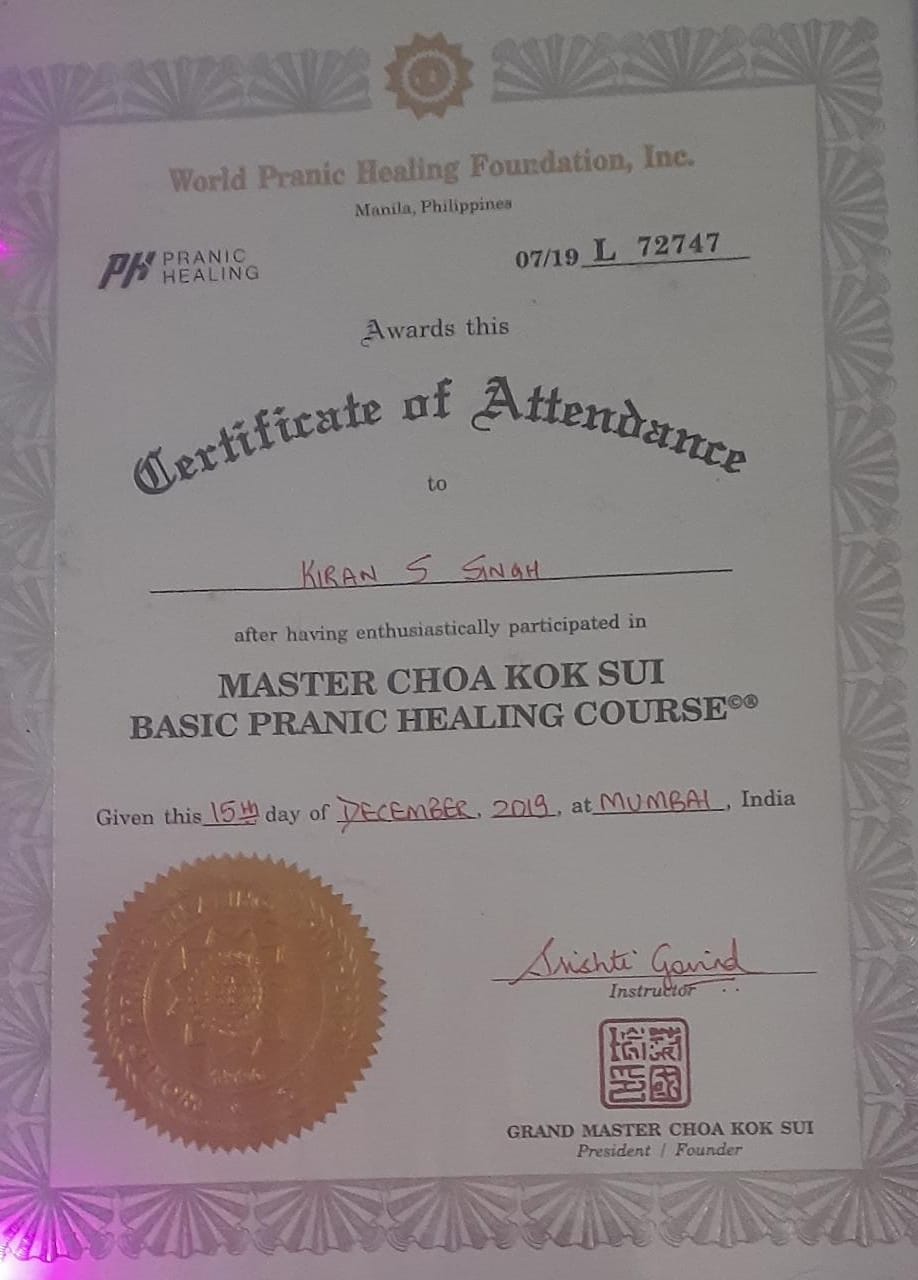 World Pranic Healing Foundation, Inc.
Manila, Philippines
PH PRANIC
HEALING
07/19 L 72747
Awards this
Certificate of Attendance
to
KIRAN S SINGH
after having enthusiastically participated in
MASTER CHOA KOK SUI
BASIC PRANIC HEALING COURSE©®
Given this 15th day of DECEMBER, 2019, at MUMBAI, India
Srishti Govind
Instructor
GRAND MASTER CHOA KOK SUI
President / Founder